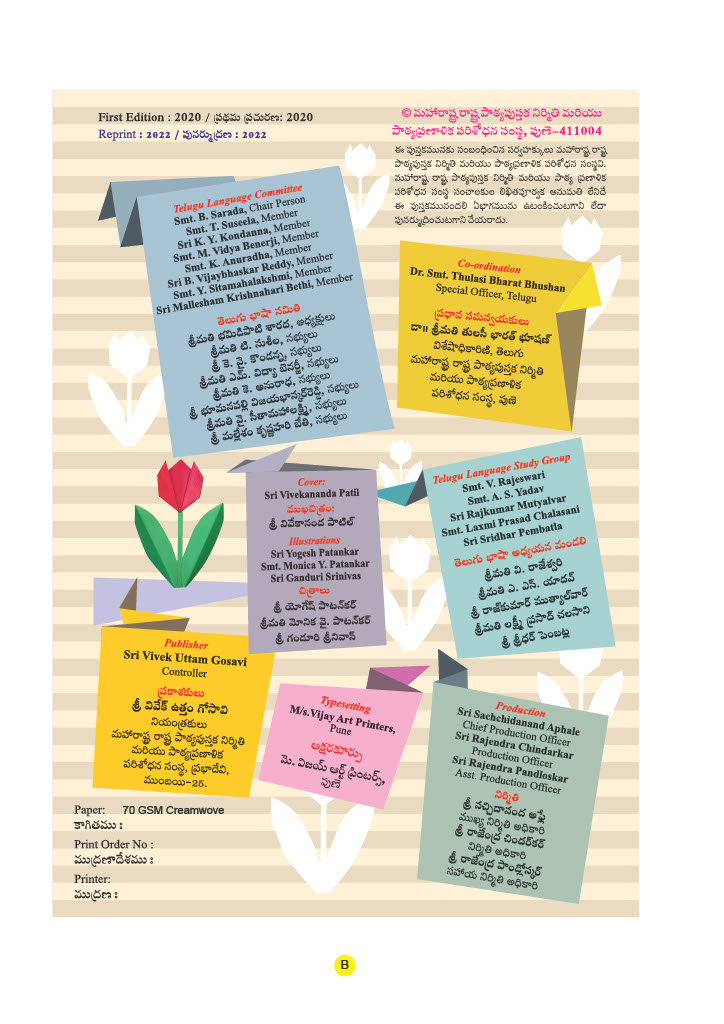 First Edition : 2020 / ప్రథమ ప్రచురణ: 2020
Reprint : 2022 / పునర్ముద్రణ : 2022
© మహారాష్ట్ర రాష్ట్ర పాఠ్యపుస్తక నిర్మితి మరియు
పాఠ్యప్రణాళిక పరిశోధన సంస్థ, పుణె-411004
ఈ పుస్తకమునకు సంబంధించిన సర్వహక్కులు మహారాష్ట్ర రాష్ట్ర
పాఠ్యపుస్తక నిర్మితి మరియు పాఠ్యప్రణాళిక పరిశోధన సంస్థవి.
మహారాష్ట్ర రాష్ట్ర పాఠ్యపుస్తక నిర్మితి మరియు పాఠ్య ప్రణాళిక
పరిశోధన సంస్థ సంచాలకుల లిఖితపూర్వక అనుమతి లేనిదే
ఈ పుస్తకమునందలి ఏభాగమును ఉటంకించుటగాని లేదా
పునర్ముద్రించుటగాని చేయరాదు.
Telugu Language Committee
Smt. B. Sarada, Chair Person
Smt. T. Suseela, Member
Sri K. Y. Kondanna, Member
Smt. M. Vidya Benerji, Member
Smt. K. Anuradha, Member
Sri B. Vijaybhaskar Reddy, Member
Smt. Y. Sitamahalakshmi, Member
Sri Mallesham Krishnahari Bethi, Member
తెలుగు భాషా సమితి
శ్రీమతి భమిడిపాటి శారద, అధ్యక్షులు
శ్రీమతి టి. సుశీల, సభ్యులు
శ్రీ కె. వై. కొండన్న, సభ్యులు
శ్రీమతి ఎమ్. విద్యా బెనర్జీ, సభ్యులు
శ్రీమతి కె. అనురాధ, సభ్యులు
శ్రీ భూమనపల్లి విజయభాస్కర్‌రెడ్డి, సభ్యులు
శ్రీమతి వై. సీతామహాలక్ష్మి, సభ్యులు
శ్రీ మల్లేశం కృష్ణహరి బేతి, సభ్యులు
Co-ordination
Dr. Smt. Thulasi Bharat Bhushan
Special Officer, Telugu
ప్రధాన సమన్వయకులు
డా॥ శ్రీమతి తులసీ భారత్ భూషణ్
విశేషాధికారిణి, తెలుగు
మహారాష్ట్ర రాష్ట్ర పాఠ్యపుస్తక నిర్మితి
మరియు పాఠ్యప్రణాళిక
పరిశోధన సంస్థ, పుణె
Cover:
Sri Vivekananda Patil
ముఖచిత్రం:
శ్రీ వివేకానంద పాటిల్
Illustrations
Sri Yogesh Patankar
Smt. Monica Y. Patankar
Sri Ganduri Srinivas
చిత్రాలు
శ్రీ యోగేష్ పాటన్‌కర్
శ్రీమతి మోనిక వై. పాటన్‌కర్
శ్రీ గండూరి శ్రీనివాస్
Telugu Language Study Group
Smt. V. Rajeswari
Smt. A. S. Yadav
Sri Rajkumar Mutyalvar
Smt. Laxmi Prasad Chalasani
Sri Sridhar Pembatla
తెలుగు భాషా అధ్యయన మండలి
శ్రీమతి వి. రాజేశ్వరి
శ్రీమతి ఎ. ఎస్. యాదవ్
శ్రీ రాజ్‌కుమార్ ముత్యాల్‌వార్
శ్రీమతి లక్ష్మీ ప్రసాద్ చలసాని
శ్రీ శ్రీధర్ పెంబట్ల
Publisher
Sri Vivek Uttam Gosavi
Controller
ప్రకాశకులు
శ్రీ వివేక్ ఉత్తం గోసావి
నియంత్రకులు
మహారాష్ట్ర రాష్ట్ర పాఠ్యపుస్తక నిర్మితి
మరియు పాఠ్యప్రణాళిక
పరిశోధన సంస్థ, ప్రభాదేవి,
ముంబయి-25.
Typesetting
M/s.Vijay Art Printers,
Pune
అక్షరకూర్పు
మె. విజయ్ ఆర్ట్ ప్రింటర్స్,
పుణె
Production
Sri Sachchidanand Aphale
Chief Production Officer
Sri Rajendra Chindarkar
Production Officer
Sri Rajendra Pandloskar
Asst. Production Officer
నిర్మితి
శ్రీ సచ్చిదానంద అఫ్లే
ముఖ్య నిర్మితి అధికారి
శ్రీ రాజేంద్ర చిందర్‌కర్
నిర్మితి అధికారి
శ్రీ రాజేంద్ర పాండ్లోస్కర్
సహాయ నిర్మితి అధికారి
Paper: 70 GSM Creamwove
కాగితము :
Print Order No :
ముద్రణాదేశము :
Printer:
ముద్రణ :
B